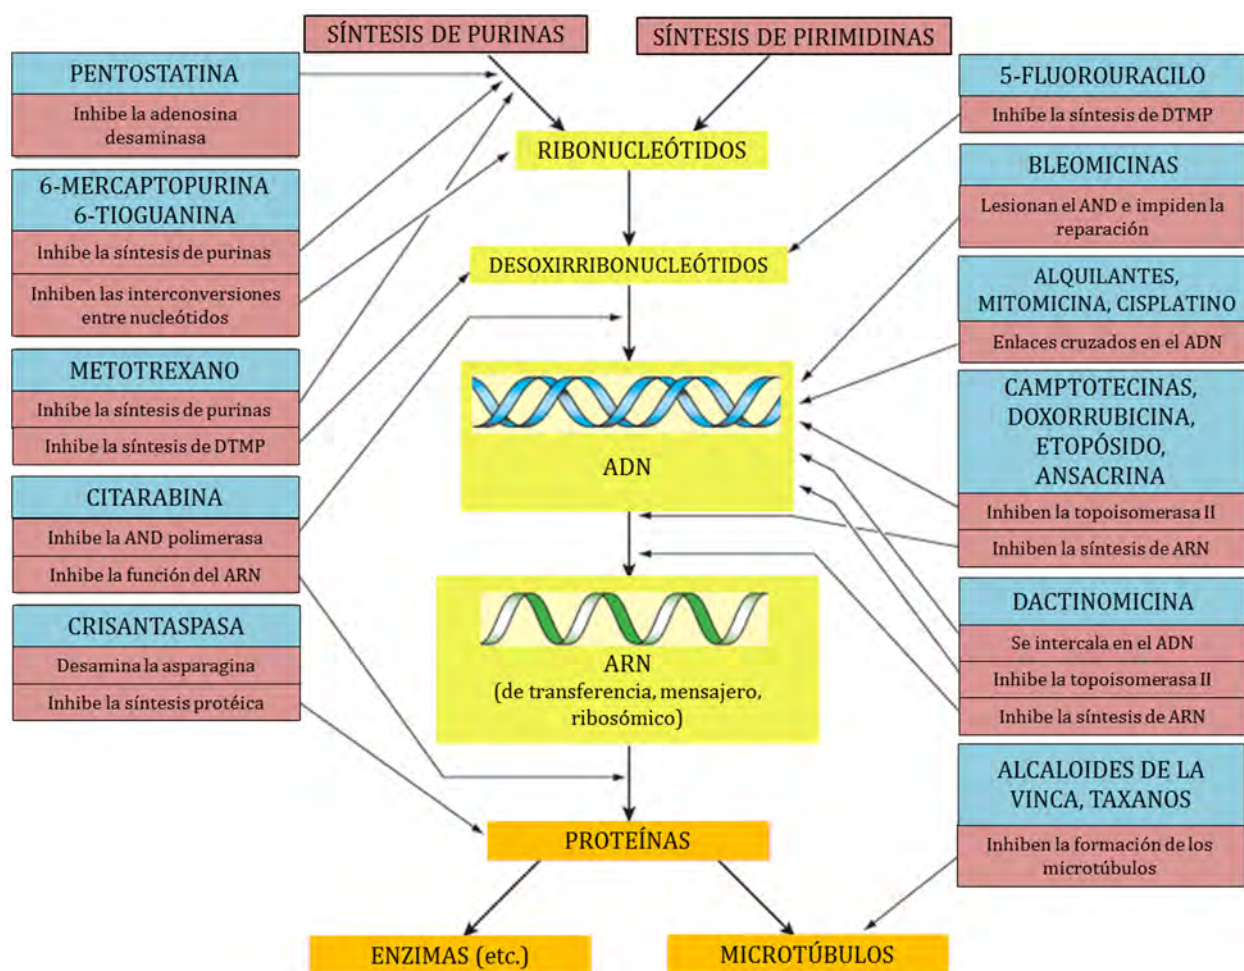 SÍNTESIS DE PURINAS
SÍNTESIS DE PIRIMIDINAS
PENTOSTATINA
Inhibe la adenosina
desaminasa
6-MERCAPTOPURINA
6-TIOGUANINA
Inhibe la síntesis de purinas
Inhiben las interconversiones
entre nucleótidos
METOTREXANO
Inhibe la síntesis de purinas
Inhibe la síntesis de DTMP
CITARABINA
Inhibe la AND polimerasa
Inhibe la función del ARN
CRISANTASPASA
Desamina la asparagina
Inhibe la síntesis protéica
RIBONUCLEÓTIDOS
DESOXIRRIBONUCLEÓTIDOS
ADN
ARN
(de transferencia, mensajero,
ribosómico)
PROTEÍNAS
ENZIMAS (etc.)
MICROTÚBULOS
5-FLUOROURACILO
Inhibe la síntesis de DTMP
BLEOMICINAS
Lesionan el AND e impiden la
reparación
ALQUILANTES,
MITOMICINA, CISPLATINO
Enlaces cruzados en el ADN
CAMPTOTECINAS,
DOXORRUBICINA,
ETOPÓSIDO,
ANSACRINA
Inhiben la topoisomerasa II
Inhiben la síntesis de ARN
DACTINOMICINA
Se intercala en el ADN
Inhibe la topoisomerasa II
Inhibe la síntesis de ARN
ALCALOIDES DE LA
VINCA, TAXANOS
Inhiben la formación de los
microtúbulos